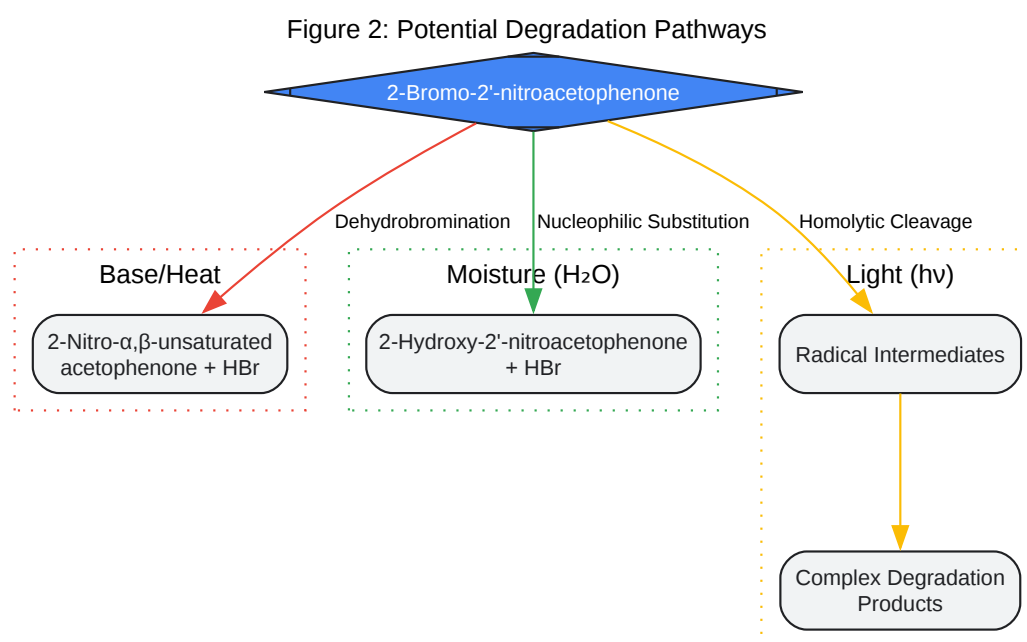 Figure 2: Potential Degradation Pathways
2-Bromo-2'-nitroacetophenone
Dehydrobromination
Nucleophilic Substitution
Homolytic Cleavage
Base/Heat
Moisture (H₂O)
Light (hν)
2-Nitro-α,β-unsaturated
acetophenone + HBr
2-Hydroxy-2'-nitroacetophenone
+ HBr
Radical Intermediates
Complex Degradation
Products